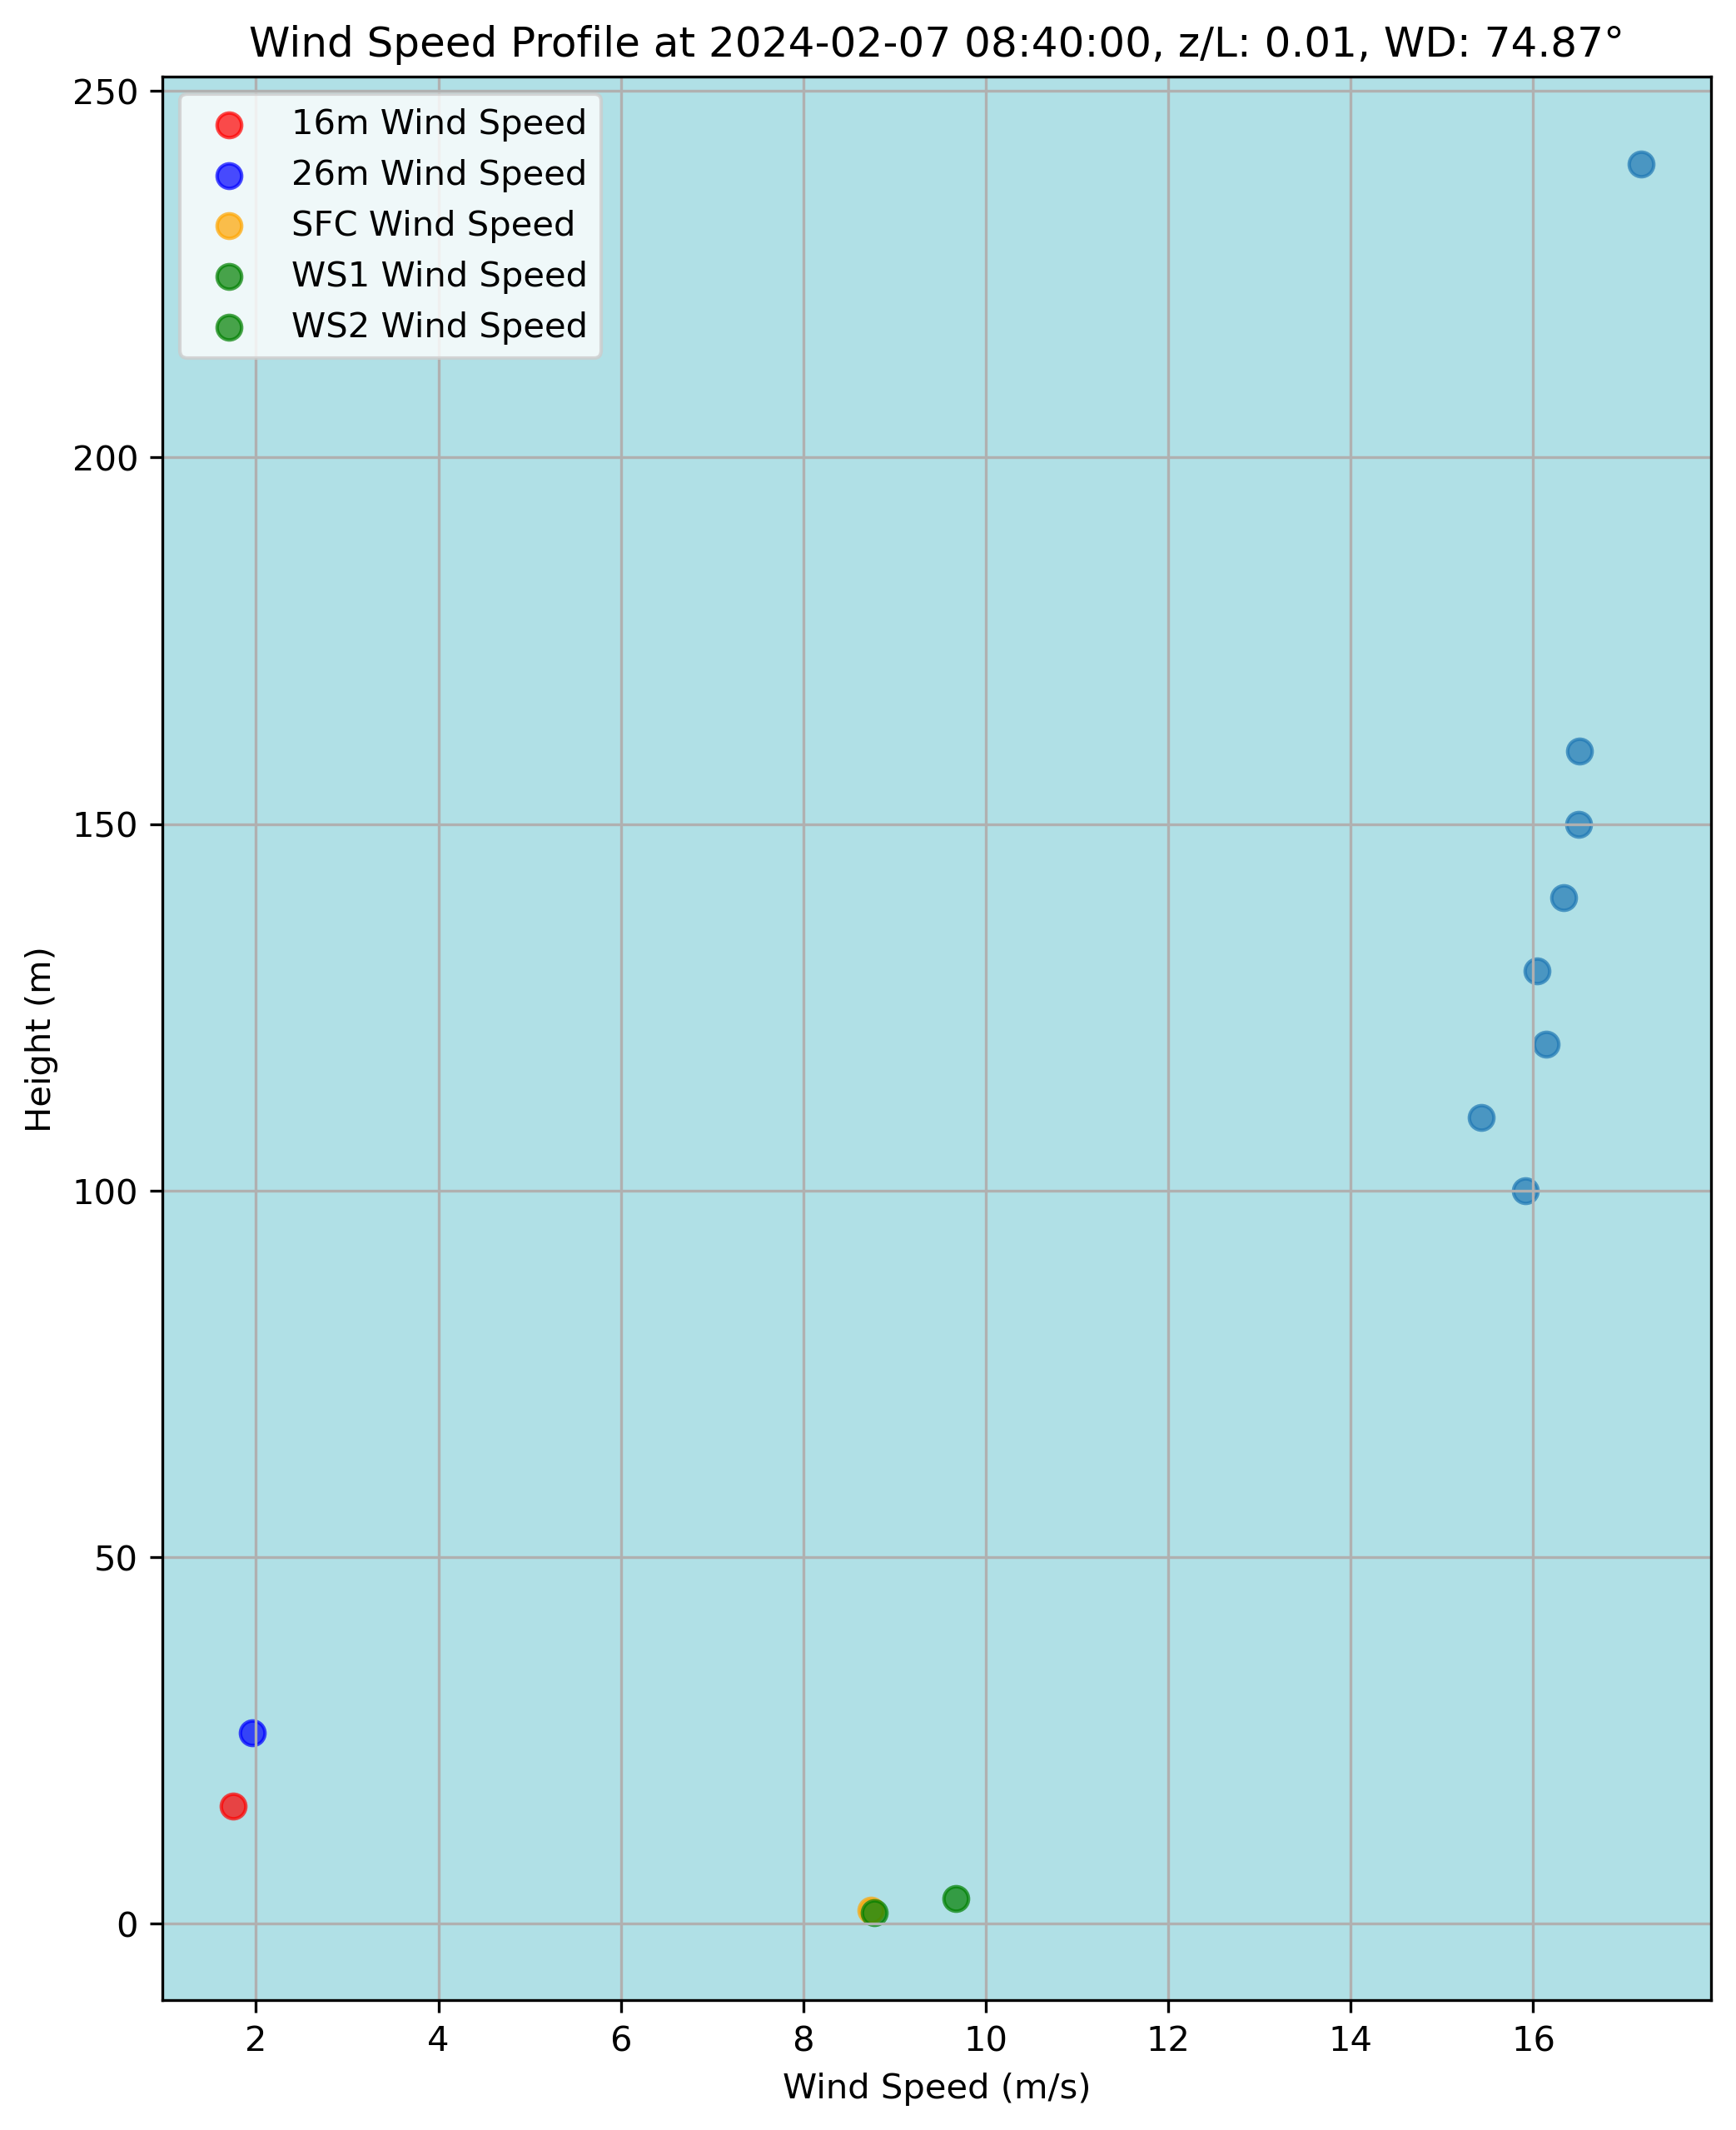 Wind Speed Profile at 2024-02-07 08:40:00, z/L: 0.01, WD: 74.87°
250
200
150
100
50
0
Height (m)
16m Wind Speed
26m Wind Speed
SFC Wind Speed
WS1 Wind Speed
WS2 Wind Speed
2 4 6 8 10 12 14 16
Wind Speed (m/s)